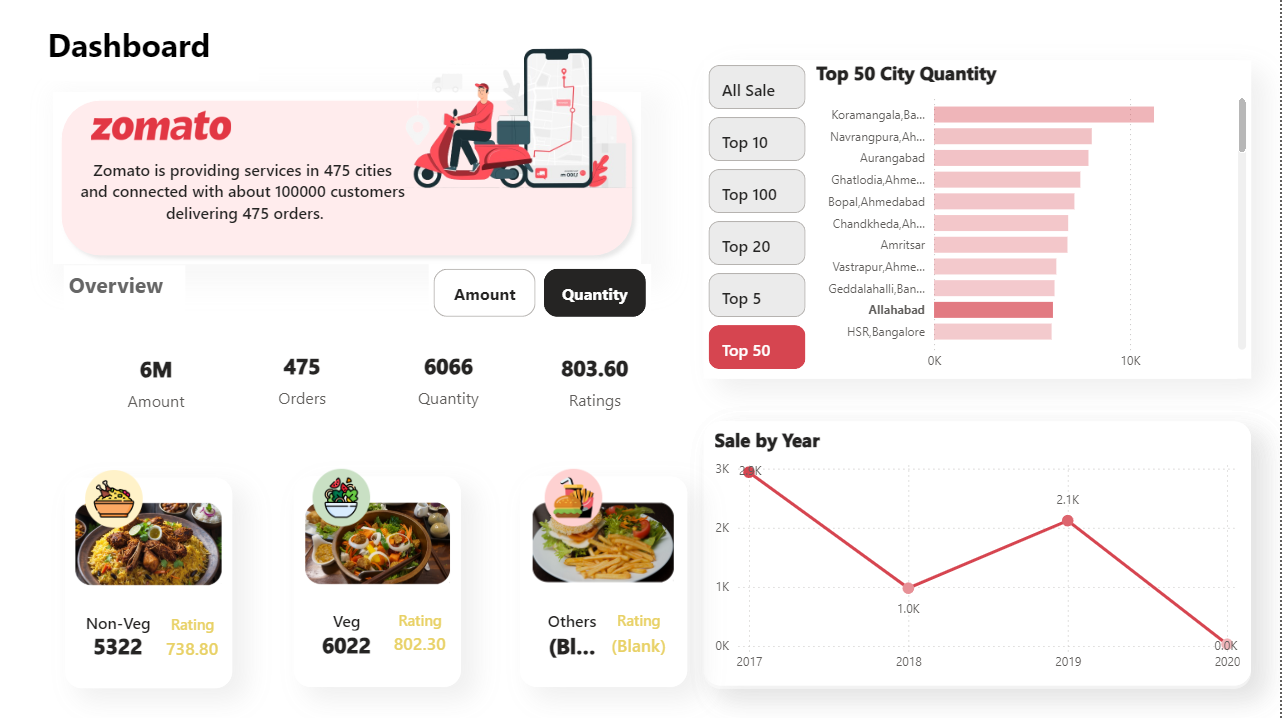 Dashboard
zomato
Zomato is providing services in 475 cities
and connected with about 100000 customers
delivering 475 orders.
Overview
Amount
Quantity
6M
Amount
475
Orders
6066
Quantity
803.60
Ratings
Non-Veg
5322
Rating
738.80
Veg
6022
Rating
802.30
Others
(Bl...
Rating
(Blank)
All Sale
Top 10
Top 100
Top 20
Top 5
Top 50
Top 50 City Quantity
Koramangala,Ba...
Navrangpura,Ah...
Aurangabad
Ghatlodia,Ahme...
Bopal,Ahmedabad
Chandkheda,Ah...
Amritsar
Vastrapur,Ahme...
Geddalahalli,Ban...
Allahabad
HSR,Bangalore
0K
10K
Sale by Year
3K
2K
1K
0K
1.0K
2.1K
0.0K
2017
2018
2019
2020